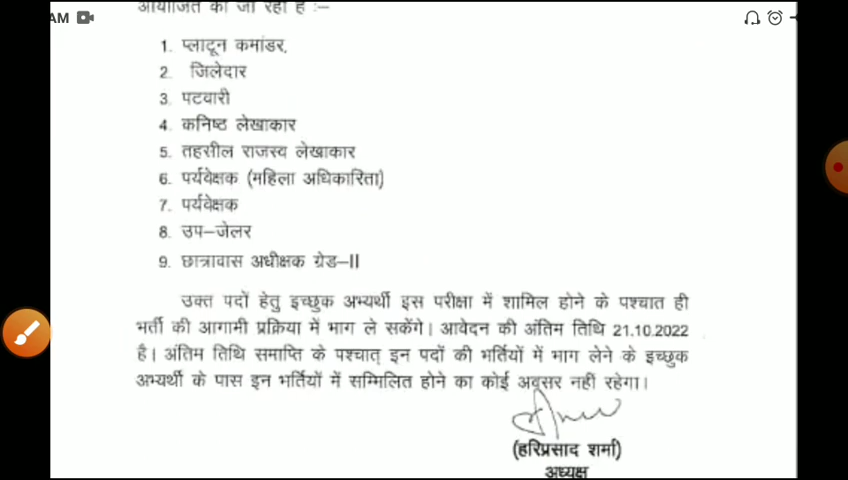 AM
आयोजित की जा रही है :–
1. प्लाटून कमांडर,
2. जिलेदार
3. पटवारी
4. कनिष्ठ लेखाकार
5. तहसील राजस्व लेखाकार
6. पर्यवेक्षक (महिला अधिकारिता)
7. पर्यवेक्षक
8. उप–जेलर
9. छात्रावास अधीक्षक ग्रेड–II
उक्त पदों हेतु इच्छुक अभ्यर्थी इस परीक्षा में शामिल होने के पश्चात ही
भर्ती की आगामी प्रक्रिया में भाग ले सकेंगे। आवेदन की अंतिम तिथि 21.10.2022
है। अंतिम तिथि समाप्ति के पश्चात् इन पदों की भर्तियों में भाग लेने के इच्छुक
अभ्यर्थी के पास इन भर्तियों में सम्मिलित होने का कोई अवसर नहीं रहेगा।
(हरिप्रसाद शर्मा)
अध्यक्ष